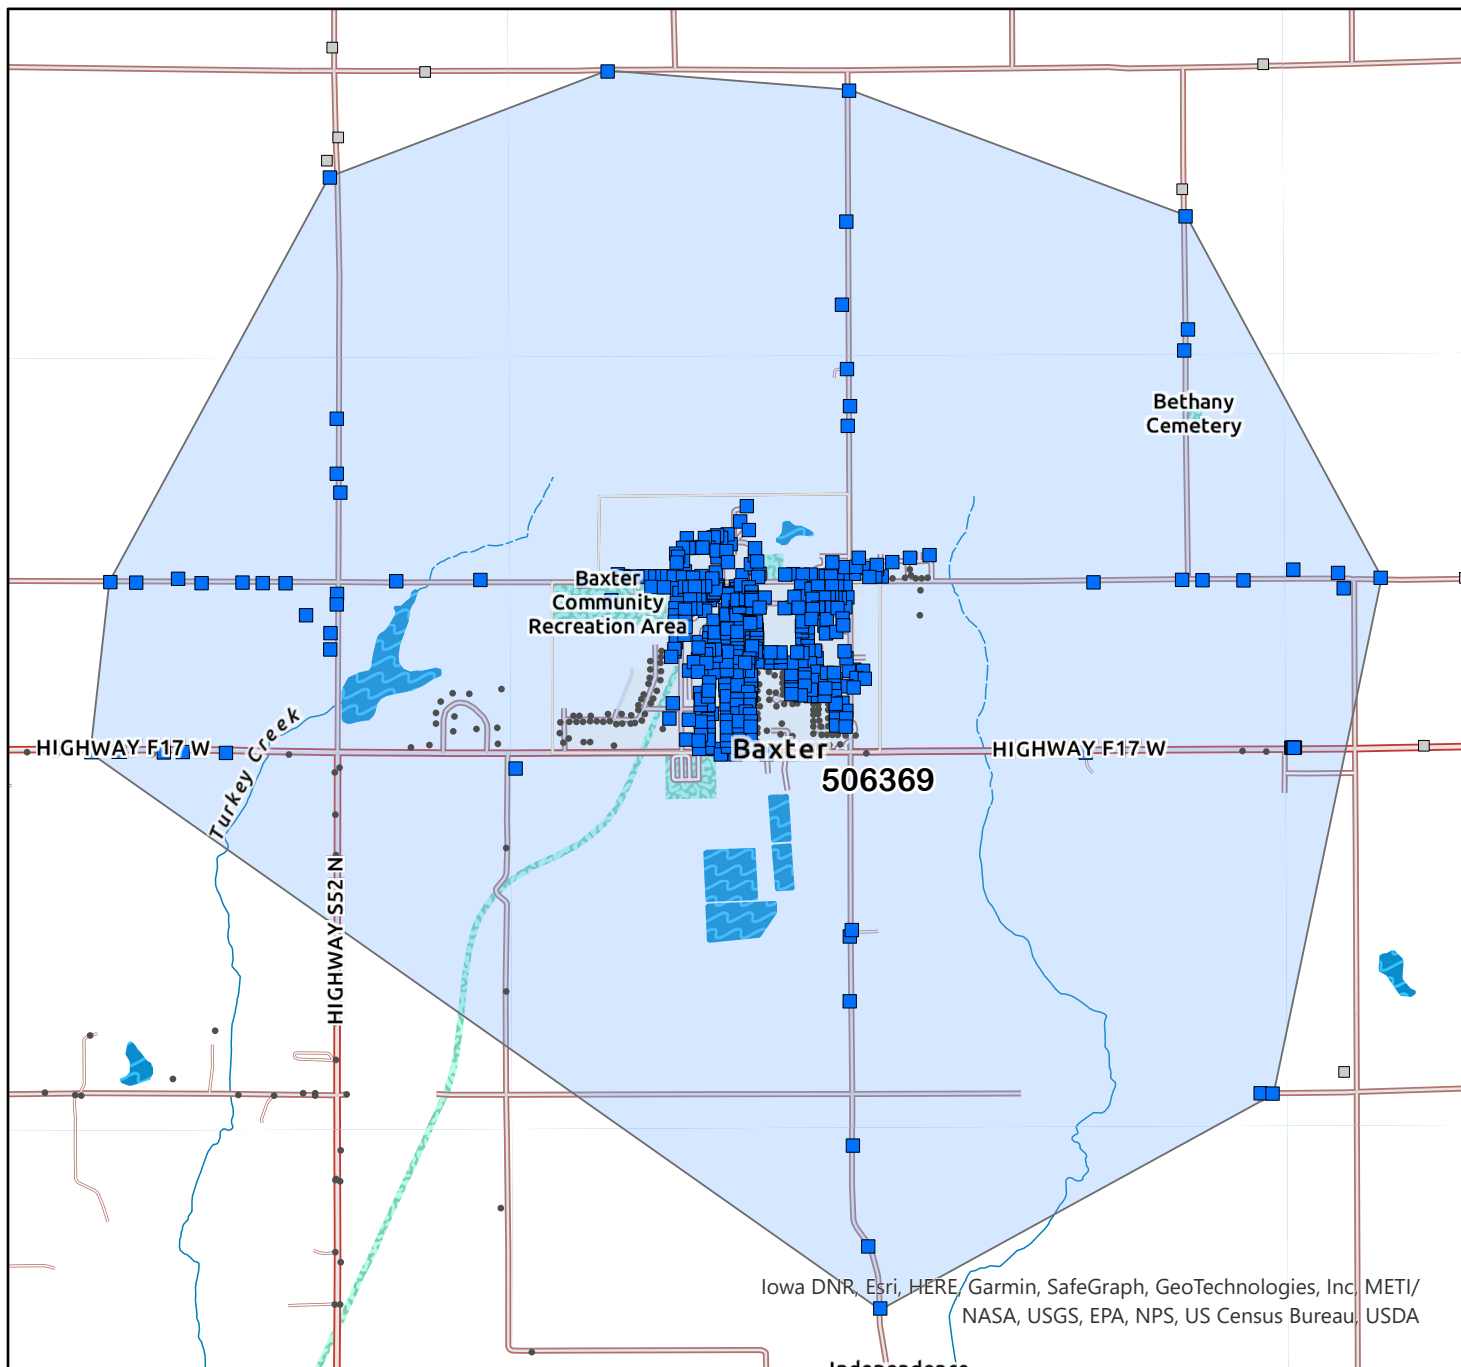 Bethany
Cemetery
Baxter
Community
Recreation Area
HIGHWAY F17 W
Baxter
HIGHWAY F17 W
506369
Turkey Creek
HIGHWAY S52 N
Iowa DNR, Esri, HERE, Garmin, SafeGraph, GeoTechnologies, Inc, METI/
NASA, USGS, EPA, NPS, US Census Bureau, USDA
Independence